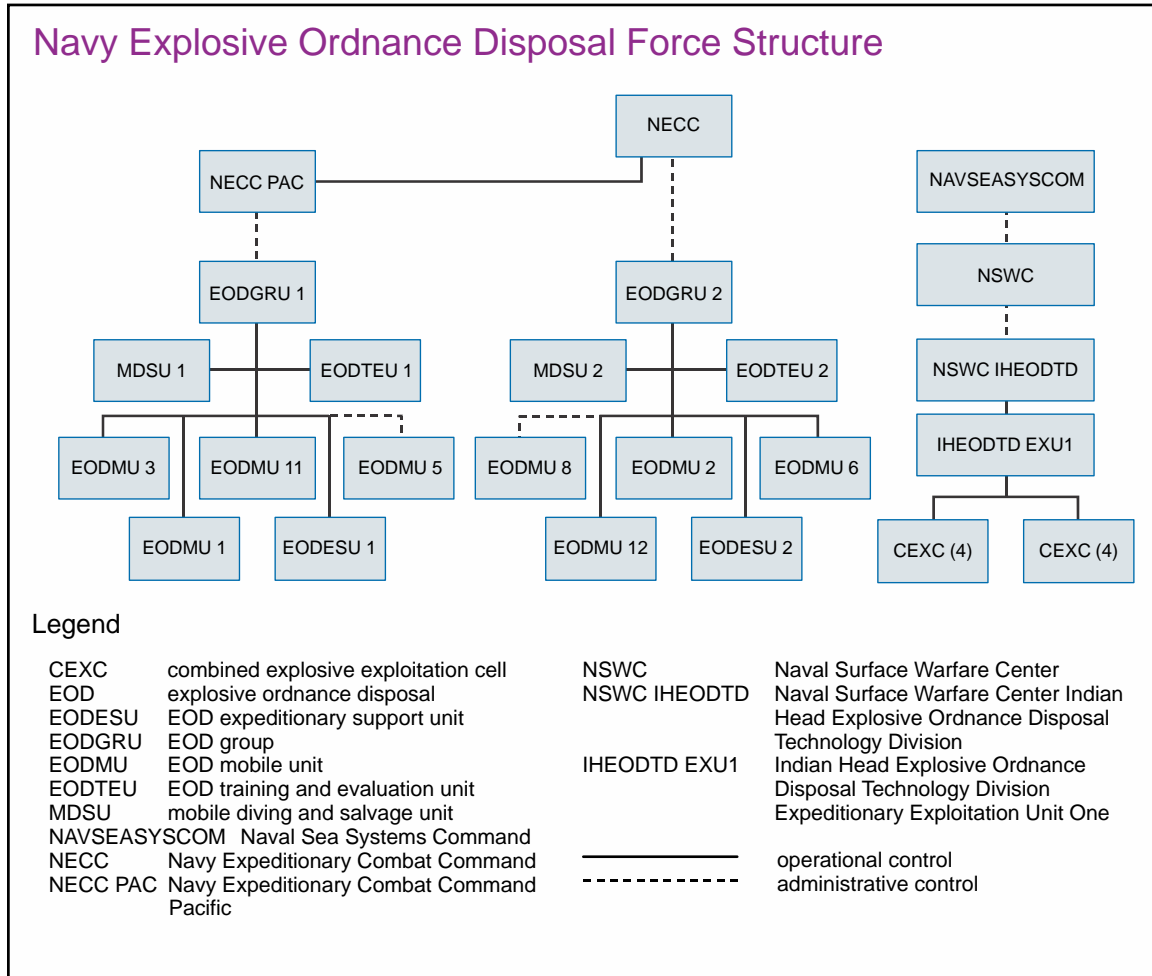 Navy Explosive Ordnance Disposal Force Structure
NECC
NECC PAC
NAVSEASYSCOM
EODGRU 1
EODGRU 2
NSWC
MDSU 1
EODTEU 1
MDSU 2
EODTEU 2
NSWC IHEODTD
EODMU 3
EODMU 11
EODMU 5
EODMU 8
EODMU 2
EODMU 6
IHEODTD EXU1
EODMU 1
EODESU 1
EODMU 12
EODESU 2
CEXC (4)
CEXC (4)
Legend
CEXC combined explosive exploitation cell
EOD explosive ordnance disposal
EODESU EOD expeditionary support unit
EODGRU EOD group
EODMU EOD mobile unit
EODTEU EOD training and evaluation unit
MDSU mobile diving and salvage unit
NAVSEASYSCOM Naval Sea Systems Command
NECC Navy Expeditionary Combat Command
NECC PAC Navy Expeditionary Combat Command
Pacific
NSWC Naval Surface Warfare Center
NSWC IHEODTD Naval Surface Warfare Center Indian
Head Explosive Ordnance Disposal
Technology Division
IHEODTD EXU1 Indian Head Explosive Ordnance
Disposal Technology Division
Expeditionary Exploitation Unit One
operational control
administrative control